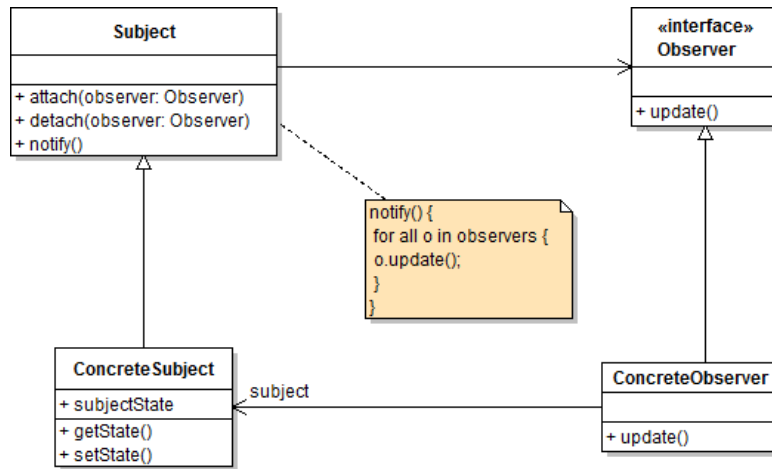 Subject
+ attach(observer: Observer)
+ detach(observer: Observer)
+ notify()
«interface»
Observer
+ update()
notify() {
for all o in observers {
o.update();
}
}
ConcreteSubject
+ subjectState
+ getState()
+ setState()
subject
ConcreteObserver
+ update()